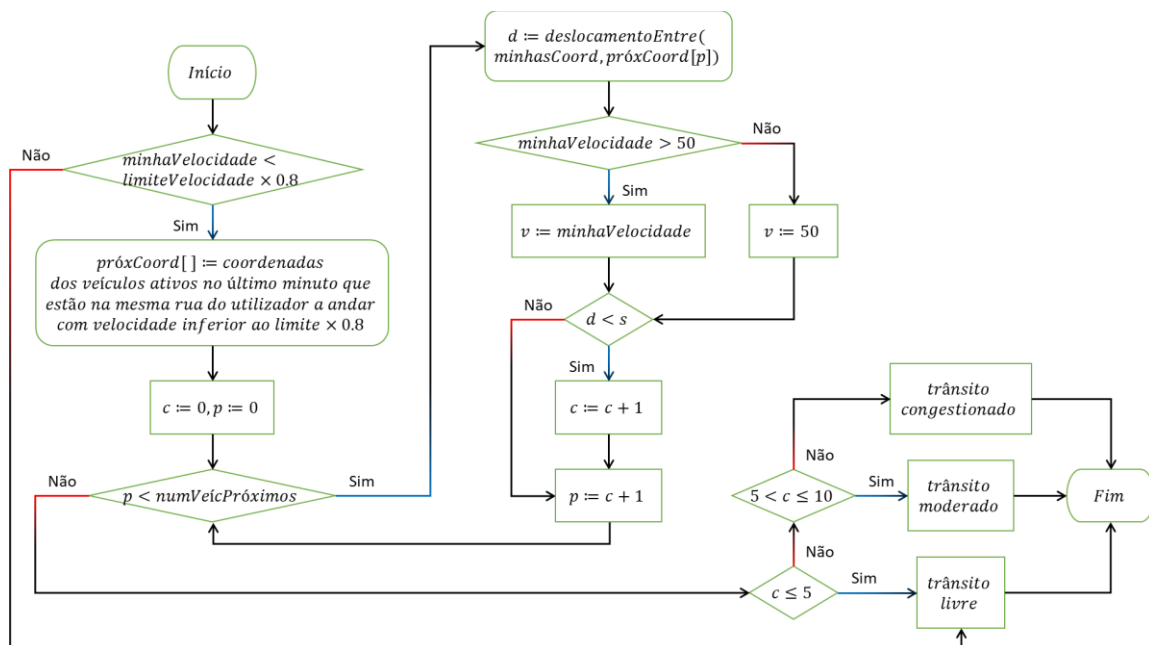 Início
Não
minhaVelocidade <
limiteVelocidade × 0.8
Sim
próxCoord[ ] ≔ coordenadas
dos veículos ativos no último minuto que
estão na mesma rua do utilizador a andar
com velocidade inferior ao limite × 0.8
c ≔ 0, p ≔ 0
Não
p < numVeícPróximos
Sim
d ≔ deslocamentoEntre(
minhasCoord, próxCoord[p])
minhaVelocidade > 50
Não
Sim
v ≔ minhaVelocidade
v ≔ 50
Não
d < s
Sim
c ≔ c + 1
p ≔ c + 1
trânsito
congestionado
Não
5 < c ≤ 10
Sim
trânsito
moderado
Fim
Não
c ≤ 5
Sim
trânsito
livre